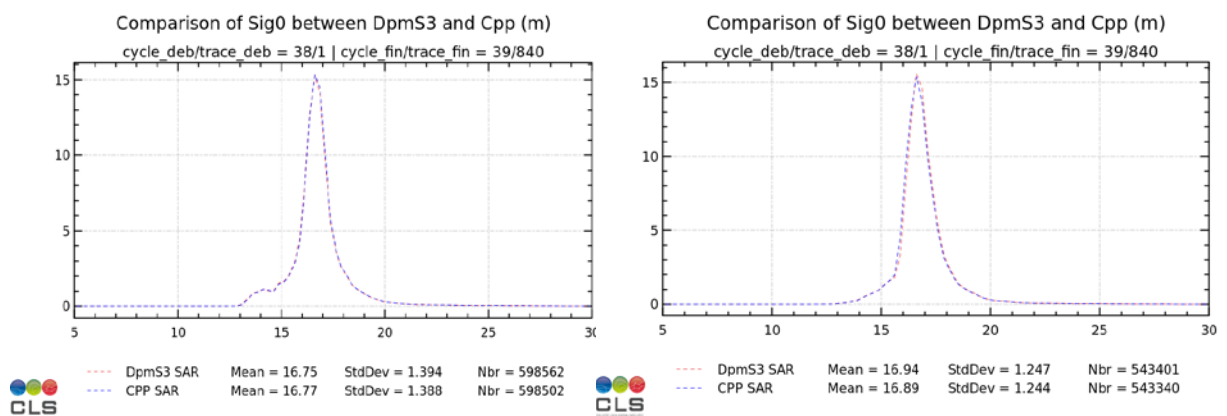 Comparison of Sig0 between DpmS3 and Cpp (m)
cycle_deb/trace_deb = 38/1 | cycle_fin/trace_fin = 39/840
15
10
5
0
5 10 15 20 25 30
DpmS3 SAR Mean = 16.75 StdDev = 1.394 Nbr = 598562
CPP SAR Mean = 16.77 StdDev = 1.388 Nbr = 598502
CLS
Comparison of Sig0 between DpmS3 and Cpp (m)
cycle_deb/trace_deb = 38/1 | cycle_fin/trace_fin = 39/840
15
10
5
0
5 10 15 20 25 30
DpmS3 SAR Mean = 16.94 StdDev = 1.247 Nbr = 543401
CPP SAR Mean = 16.89 StdDev = 1.244 Nbr = 543340
CLS